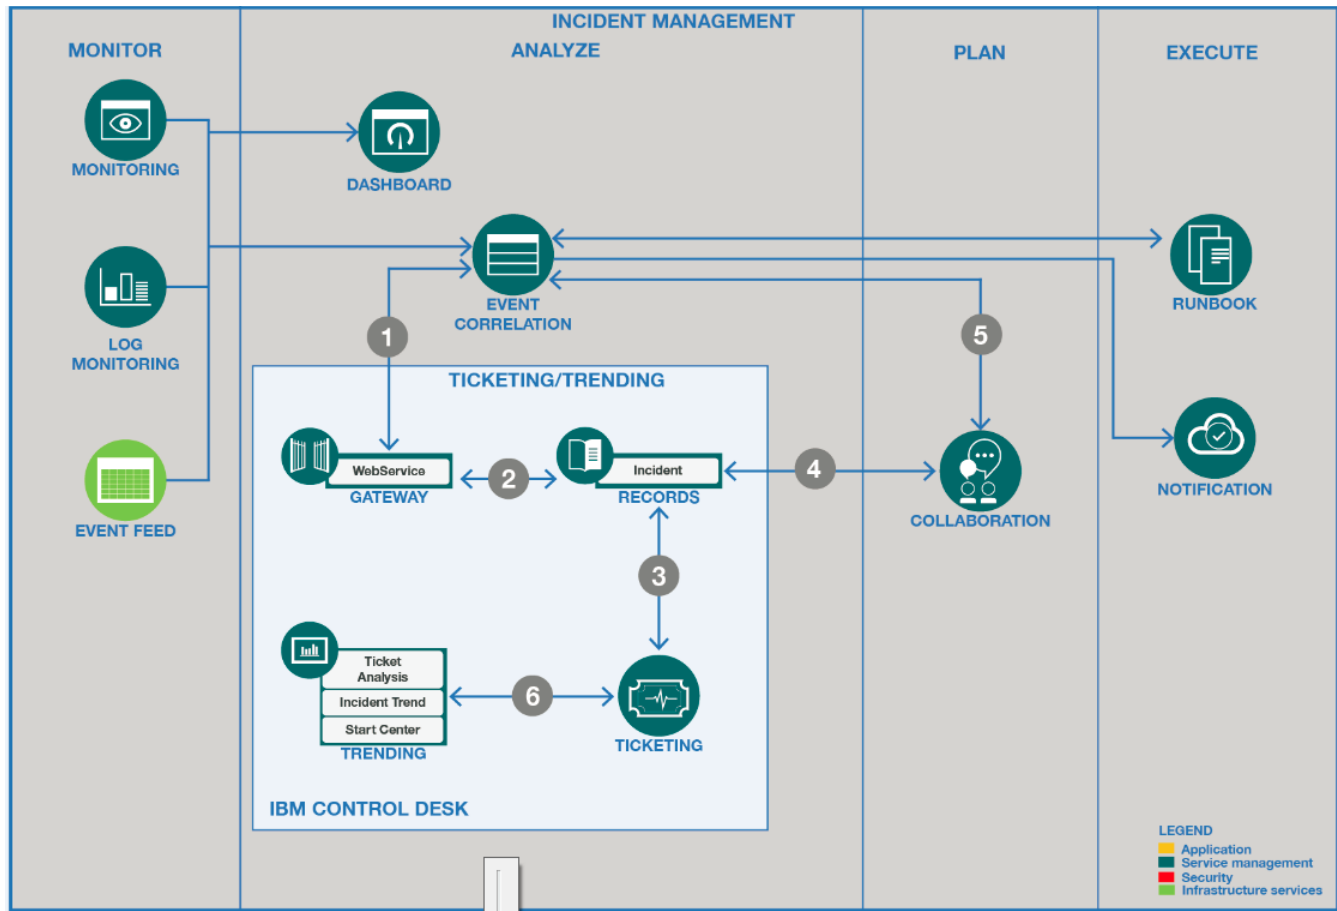 INCIDENT MANAGEMENT
MONITOR
ANALYZE
PLAN
EXECUTE
MONITORING
DASHBOARD
LOG
MONITORING
EVENT
CORRELATION
RUNBOOK
1
5
TICKETING/TRENDING
WebService
GATEWAY
2
Incident
RECORDS
4
COLLABORATION
NOTIFICATION
EVENT FEED
3
Ticket
Analysis
Incident Trend
Start Center
TRENDING
6
TICKETING
IBM CONTROL DESK
LEGEND
Application
Service management
Security
Infrastructure services